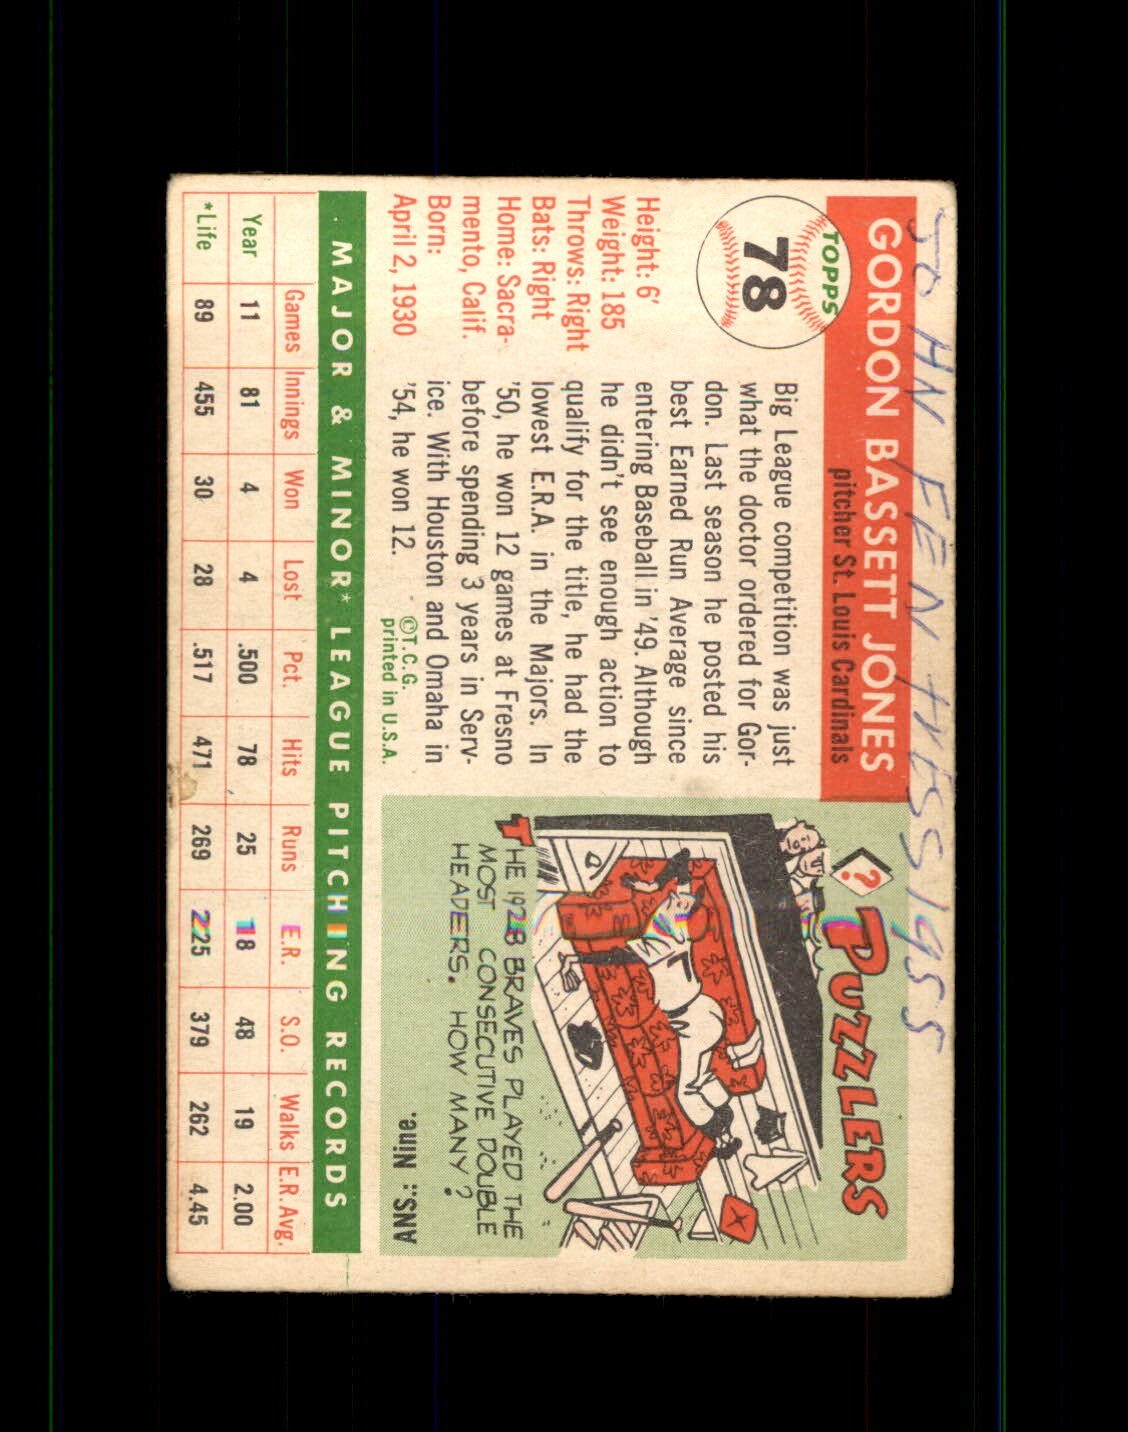 JOHN FENTNESS 1955
GORDON BASSETT JONES
pitcher St. Louis Cardinals
TOPPS
78
Height: 6'
Weight: 185
Throws: Right
Bats: Right
Home: Sacra-
mento, Calif.
Born:
April 2, 1930
Big League competition was just
what the doctor ordered for Gor-
don. Last season he posted his
best Earned Run Average since
entering Baseball in '49. Although
he didn't see enough action to
qualify for the title, he had the
lowest E.R.A. in the Majors. In
'50, he won 12 games at Fresno
before spending 3 years in Serv-
ice. With Houston and Omaha in
'54, he won 12.
©T.C.G.
printed in U.S.A.
? PUZZLERS
THE 1928 BRAVES PLAYED THE
MOST CONSECUTIVE DOUBLE
HEADERS. HOW MANY?
ANS.: Nine.
MAJOR & MINOR* LEAGUE PITCHING RECORDS
Games Innings Won Lost Pct. Hits Runs E.R. S.O. Walks E.R. Avg.
Year 11 81 4 4 .500 78 25 18 48 19 2.00
*Life 89 455 30 28 .517 471 269 225 379 262 4.45